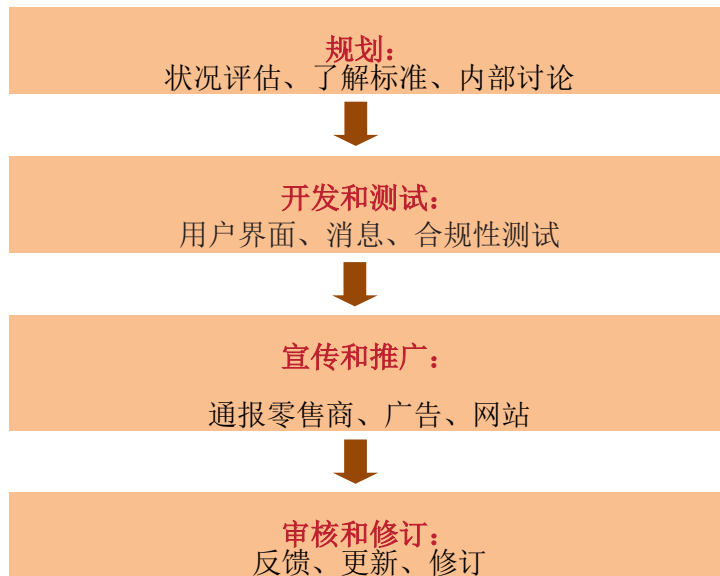 规划：
状况评估、了解标准、内部讨论
开发和测试：
用户界面、消息、合规性测试
宣传和推广：
通报零售商、广告、网站
审核和修订：
反馈、更新、修订